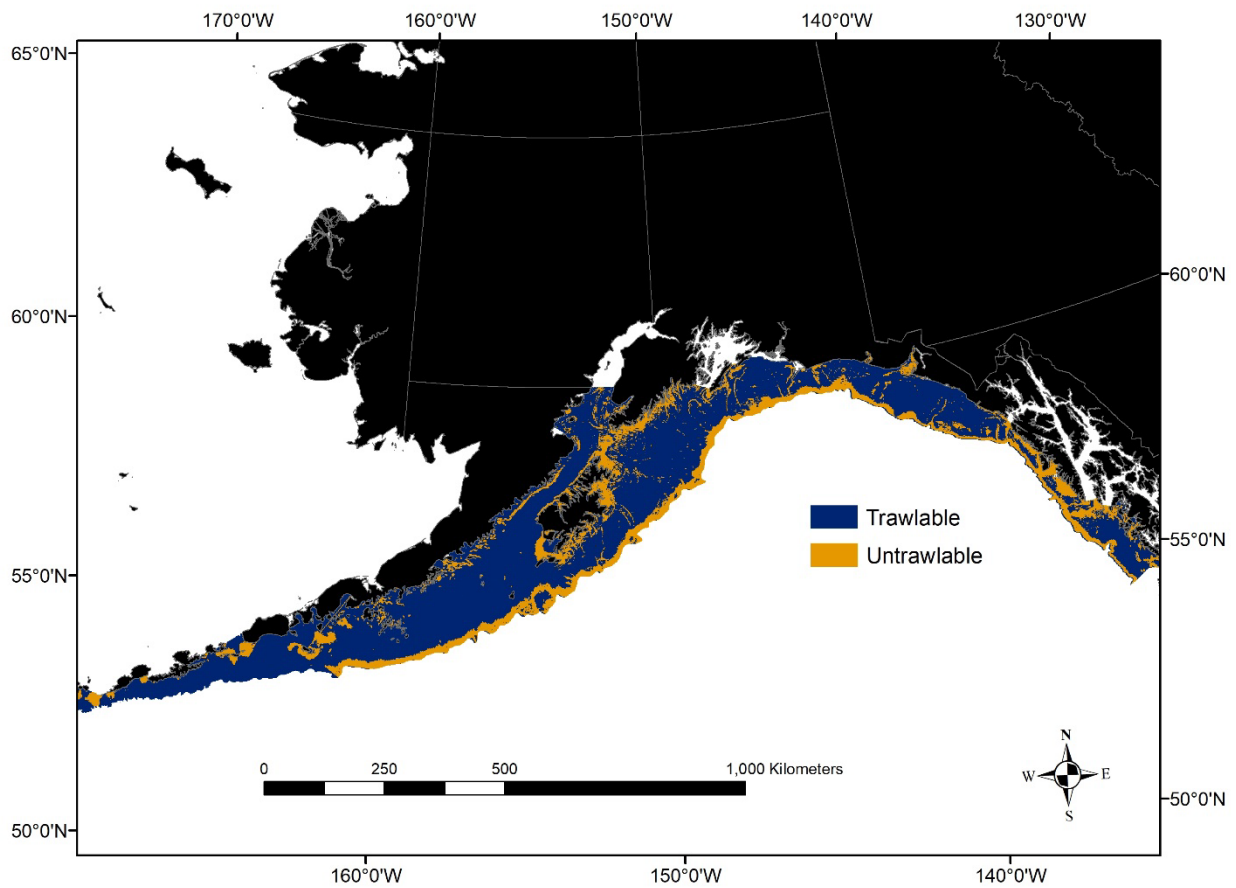 170°0'W 160°0'W 150°0'W 140°0'W 130°0'W
65°0'N
60°0'N
60°0'N
Trawlable
55°0'N
Untrawlable
55°0'N
N
W E
S
0 250 500 1,000 Kilometers
50°0'N
50°0'N
160°0'W 150°0'W 140°0'W